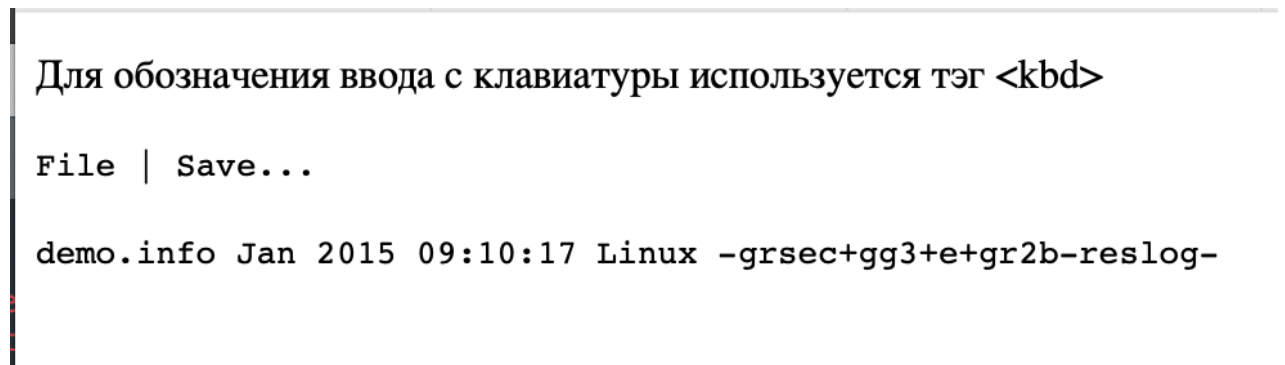 Для обозначения ввода с клавиатуры используется тэг <kbd>
File | Save...
demo.info Jan 2015 09:10:17 Linux -grsec+gg3+e+gr2b-reslog-